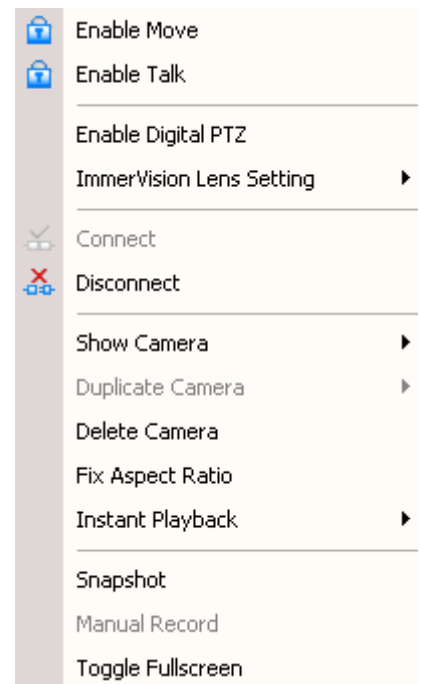 Enable Move
Enable Talk
Enable Digital PTZ
ImmerVision Lens Setting
Connect
Disconnect
Show Camera
Duplicate Camera
Delete Camera
Fix Aspect Ratio
Instant Playback
Snapshot
Manual Record
Toggle Fullscreen